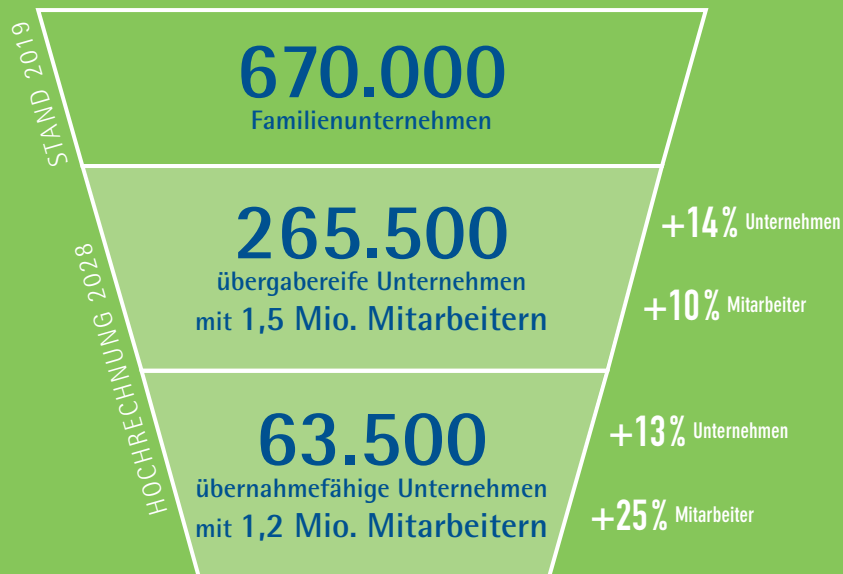 STAND 2019
670.000
Familienunternehmen
HOCHRECHNUNG 2028
265.500
übergabereife Unternehmen
mit 1,5 Mio. Mitarbeitern
+14% Unternehmen
+10% Mitarbeiter
63.500
übernahmefähige Unternehmen
mit 1,2 Mio. Mitarbeitern
+13% Unternehmen
+25% Mitarbeiter